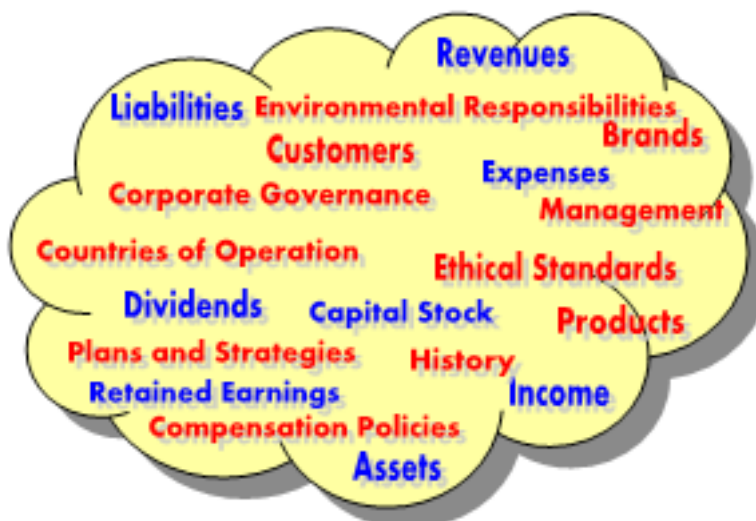 Revenues
Liabilities
Environmental Responsibilities
Brands
Customers
Expenses
Corporate Governance
Management
Countries of Operation
Ethical Standards
Dividends
Capital Stock
Products
Plans and Strategies
History
Retained Earnings
Income
Compensation Policies
Assets